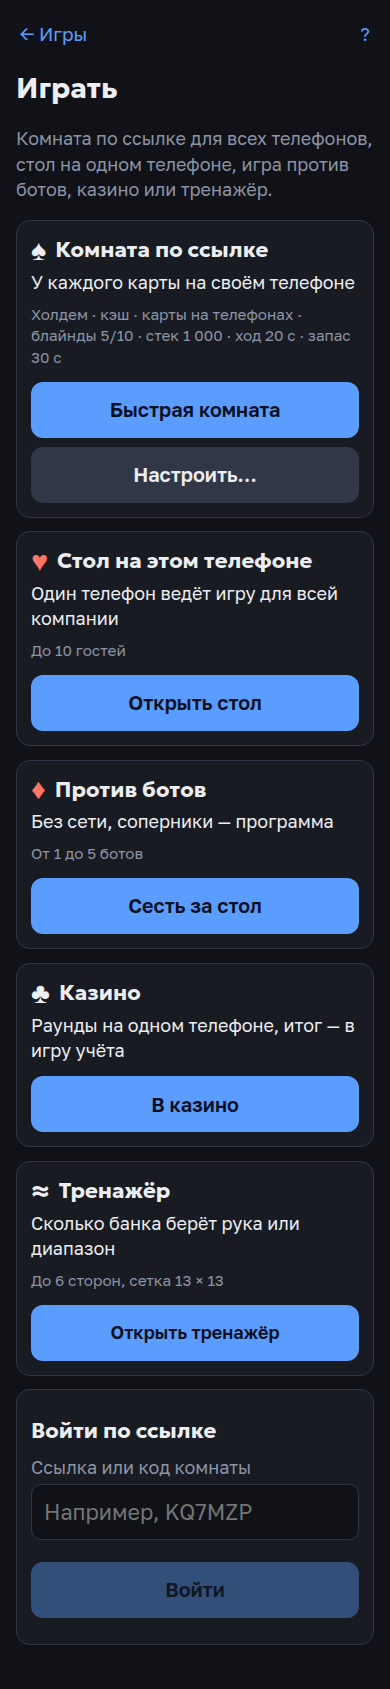 ← Игры ?
Играть
Комната по ссылке для всех телефонов,
стол на одном телефоне, игра против
ботов, казино или тренажёр.
♠ Комната по ссылке
У каждого карты на своём телефоне
Холдем · кэш · карты на телефонах ·
блайнды 5/10 · стек 1 000 · ход 20 с · запас
30 с
Быстрая комната
Настроить...
♥ Стол на этом телефоне
Один телефон ведёт игру для всей
компании
До 10 гостей
Открыть стол
♦ Против ботов
Без сети, соперники — программа
От 1 до 5 ботов
Сесть за стол
♣ Казино
Раунды на одном телефоне, итог — в
игру учёта
В казино
≈ Тренажёр
Сколько банка берёт рука или
диапазон
До 6 сторон, сетка 13 × 13
Открыть тренажёр
Войти по ссылке
Ссылка или код комнаты
Например, KQ7MZP
Войти